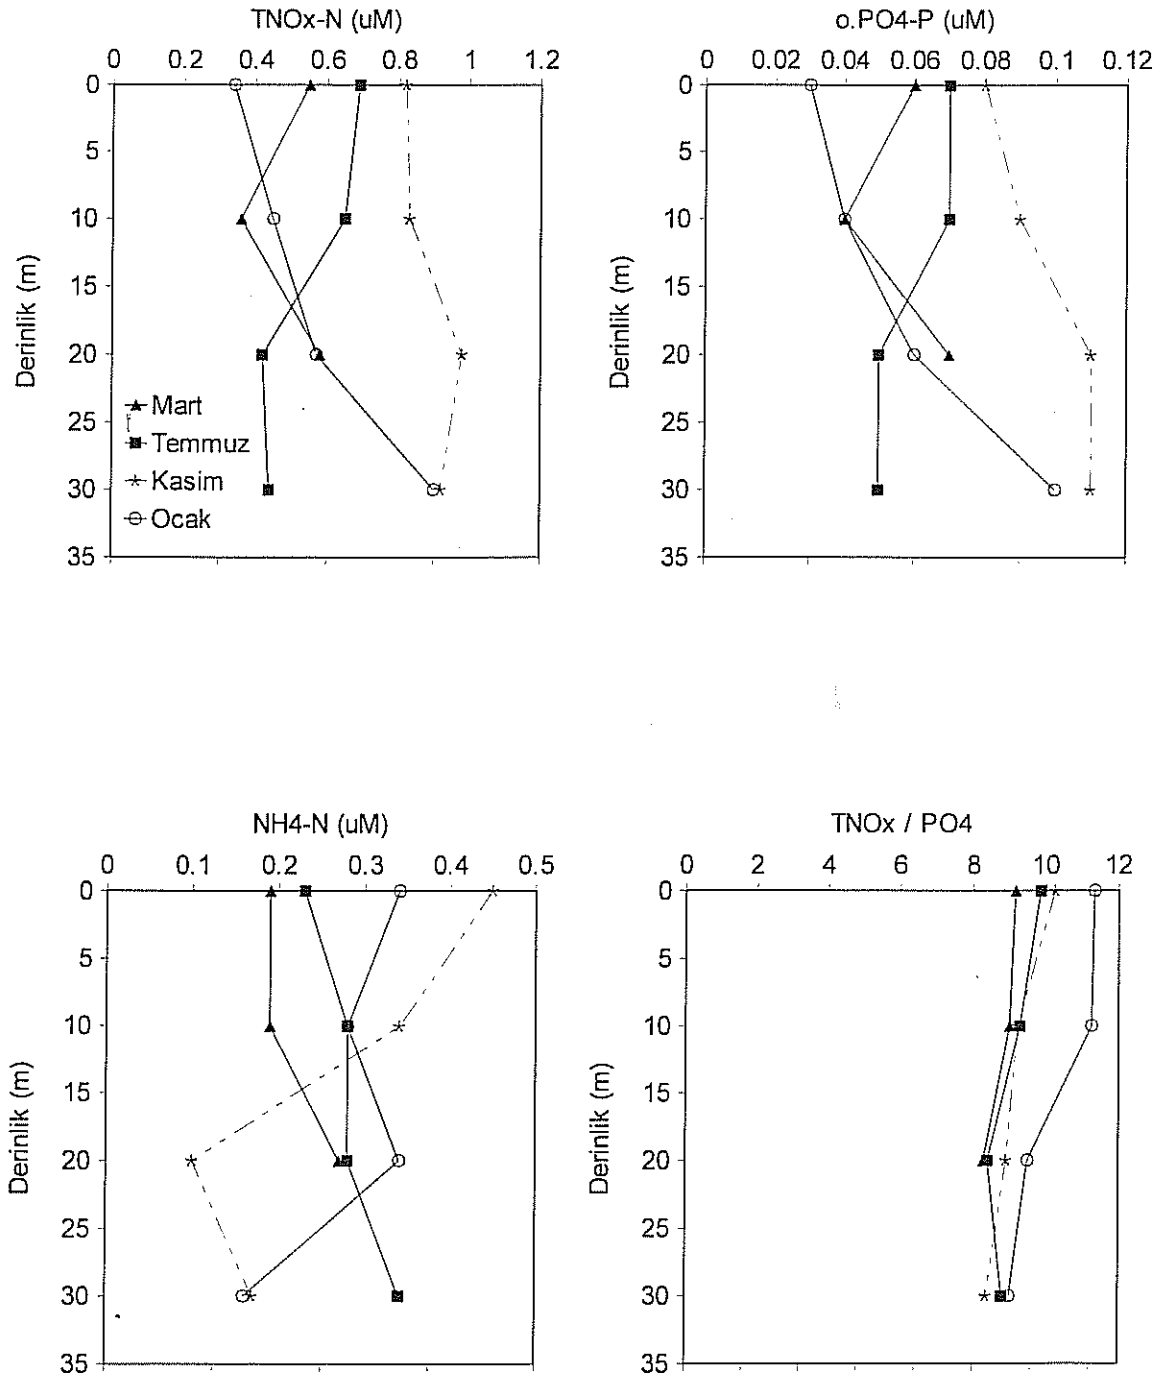 TNOx-N (uM)
0 0.2 0.4 0.6 0.8 1 1.2
0
5
10
15
20
25
30
35
Derinlik (m)
Mart
Temmuz
Kasim
Ocak
o.PO4-P (uM)
0 0.02 0.04 0.06 0.08 0.1 0.12
0
5
10
15
20
25
30
35
Derinlik (m)
NH4-N (uM)
0 0.1 0.2 0.3 0.4 0.5
0
5
10
15
20
25
30
35
Derinlik (m)
TNOx / PO4
0 2 4 6 8 10 12
0
5
10
15
20
25
30
35
Derinlik (m)